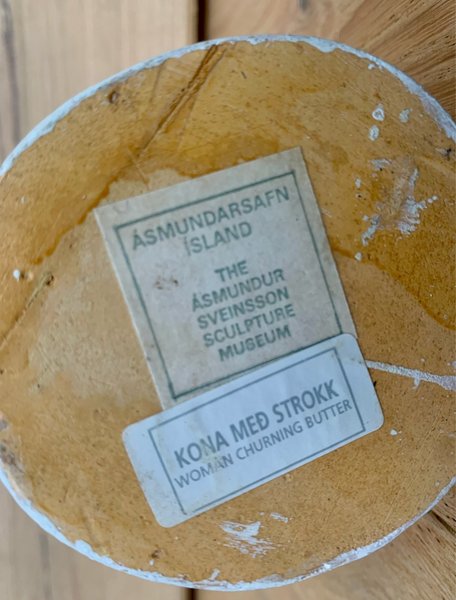 ÁSMUNDARSAFN
ÍSLAND
THE
ÁSMUNDUR
SVEINSSON
SCULPTURE
MUSEUM
KONA MEÐ STROKK
WOMAN CHURNING BUTTER